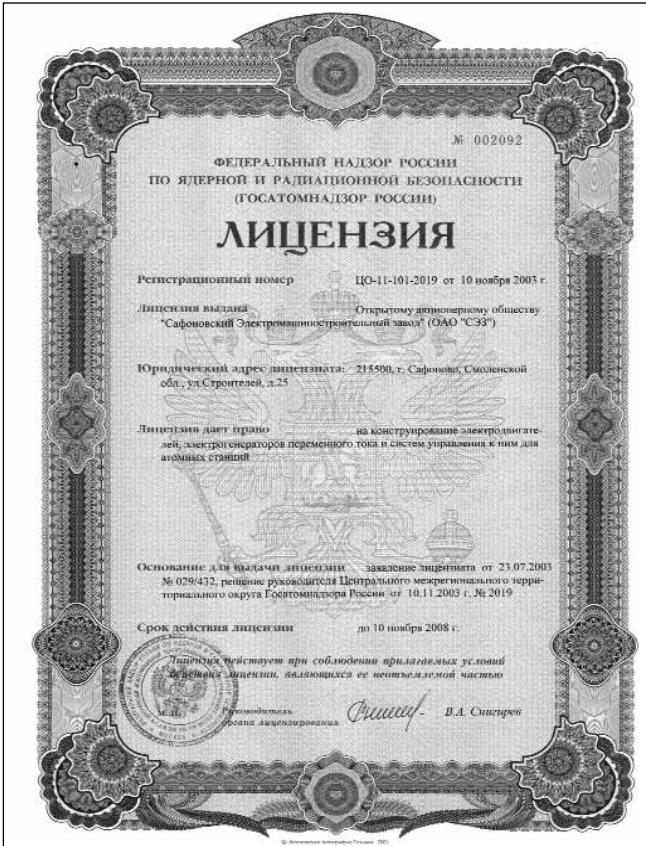 № 002092
ФЕДЕРАЛЬНЫЙ НАДЗОР РОССИИ
ПО ЯДЕРНОЙ И РАДИАЦИОННОЙ БЕЗОПАСНОСТИ
(ГОСАТОМНАДЗОР РОССИИ)
ЛИЦЕНЗИЯ
Регистрационный номер ЦО-11-101-2019 от 10 ноября 2003 г.
Лицензия выдана Открытому акционерному обществу
"Сафоновский Электромашиностроительный завод" (ОАО "СЭЗ")
Юридический адрес лицензиата: 215500, г. Сафоново, Смоленской
обл., ул.Строителей, д.25
Лицензия дает право на конструирование электродвигате-
лей, электрогенераторов переменного тока и систем управления к ним для
атомных станций
Основание для выдачи лицензии заявление лицензиата от 23.07.2003
№ 029/432, решение руководителя Центрального межрегионального терри-
ториального округа Госатомнадзора России от 10.11.2003 г. № 2019
Срок действия лицензии до 10 ноября 2008 г.
Лицензия действует при соблюдении прилагаемых условий
действия лицензии, являющихся ее неотъемлемой частью
М.П. Руководитель
органа лицензирования В.А. Снигирев